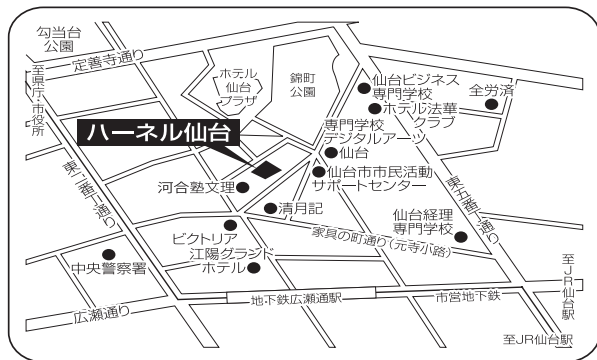 勾当台
公園
定善寺通り
至県庁・市役所
ホテル
仙台
プラザ
錦町
公園
仙台ビジネス
専門学校
ホテル法華
クラブ
全労済
ハーネル仙台
専門学校
デジタルアーツ
仙台
東二番丁通り
河合塾文理
仙台市市民活動
サポートセンター
東五番丁通り
清月記
仙台経理
専門学校
ビクトリア
家具の町通り(元寺小路)
江陽グランド
ホテル
中央警察署
至JR仙台駅
地下鉄広瀬通駅
市営地下鉄
広瀬通り
至JR仙台駅